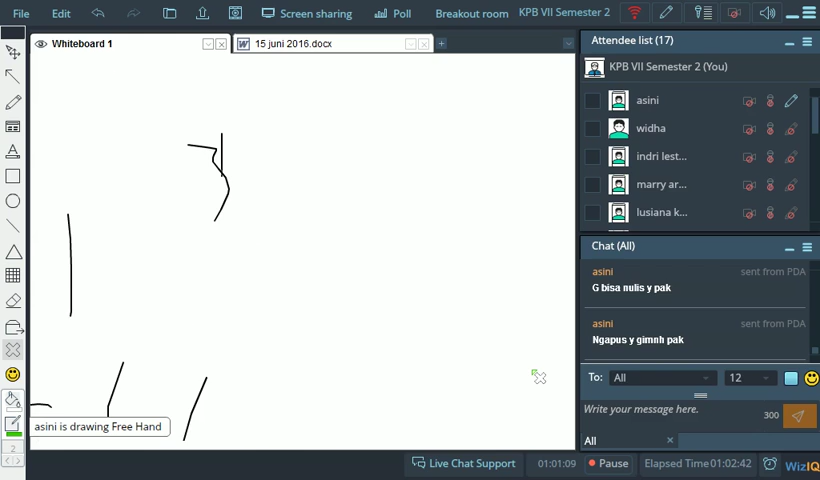 File Edit Screen sharing Poll Breakout room KPB VII Semester 2
Whiteboard 1 15 juni 2016.docx
asini is drawing Free Hand
2
Attendee list (17)
KPB VII Semester 2 (You)
asini
widha
indri lest...
marry ar...
lusiana k...
Chat (All)
asini sent from PDA
G bisa nulis y pak
asini sent from PDA
Ngapus y gimnh pak
To: All 12
Write your message here. 300
All
Live Chat Support 01:01:09 Pause Elapsed Time 01:02:42 WizIQ